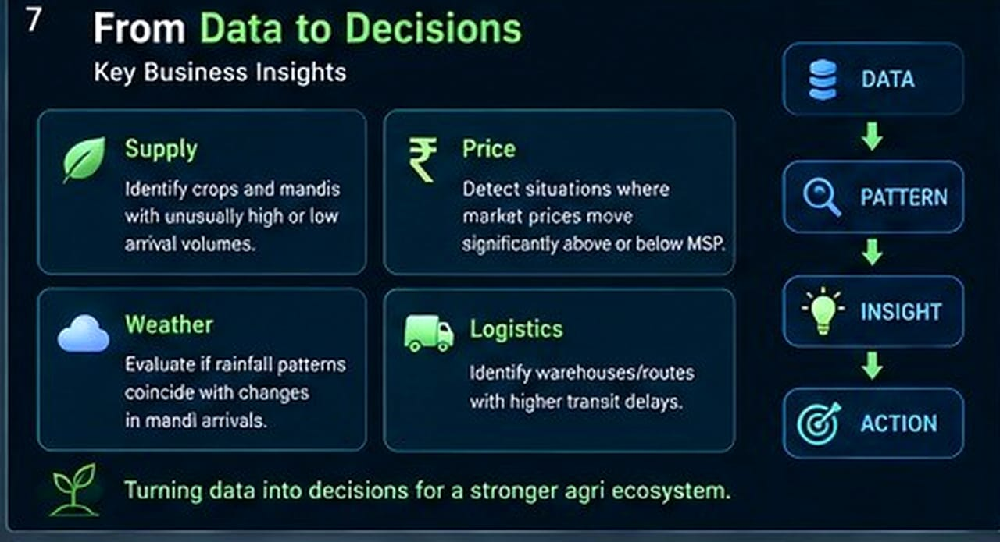 7
From Data to Decisions
Key Business Insights
Supply
Identify crops and mandis
with unusually high or low
arrival volumes.
₹
Price
Detect situations where
market prices move
significantly above or below MSP.
Weather
Evaluate if rainfall patterns
coincide with changes
in mandi arrivals.
Logistics
Identify warehouses/routes
with higher transit delays.
Turning data into decisions for a stronger agri ecosystem.
DATA
PATTERN
INSIGHT
ACTION